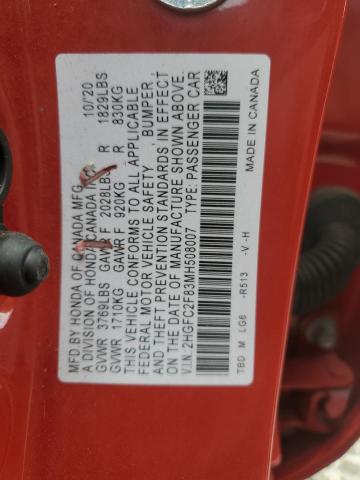 MFD. BY HONDA OF CANADA MFG., 10/20
A DIVISION OF HONDA CANADA INC.
GVWR 3769LBS GAWR F 2028LBS R 1829LBS
GVWR 1710KG GAWR F 920KG R 830KG
THIS VEHICLE CONFORMS TO ALL APPLICABLE
FEDERAL MOTOR VEHICLE SAFETY BUMPER,
AND THEFT PREVENTION STANDARDS IN EFFECT
ON THE DATE OF MANUFACTURE SHOWN ABOVE.
V.I.N. 2HGFC2F83MH508007 TYPE: PASSENGER CAR
TBD M LG6 -R513 -V -H MADE IN CANADA